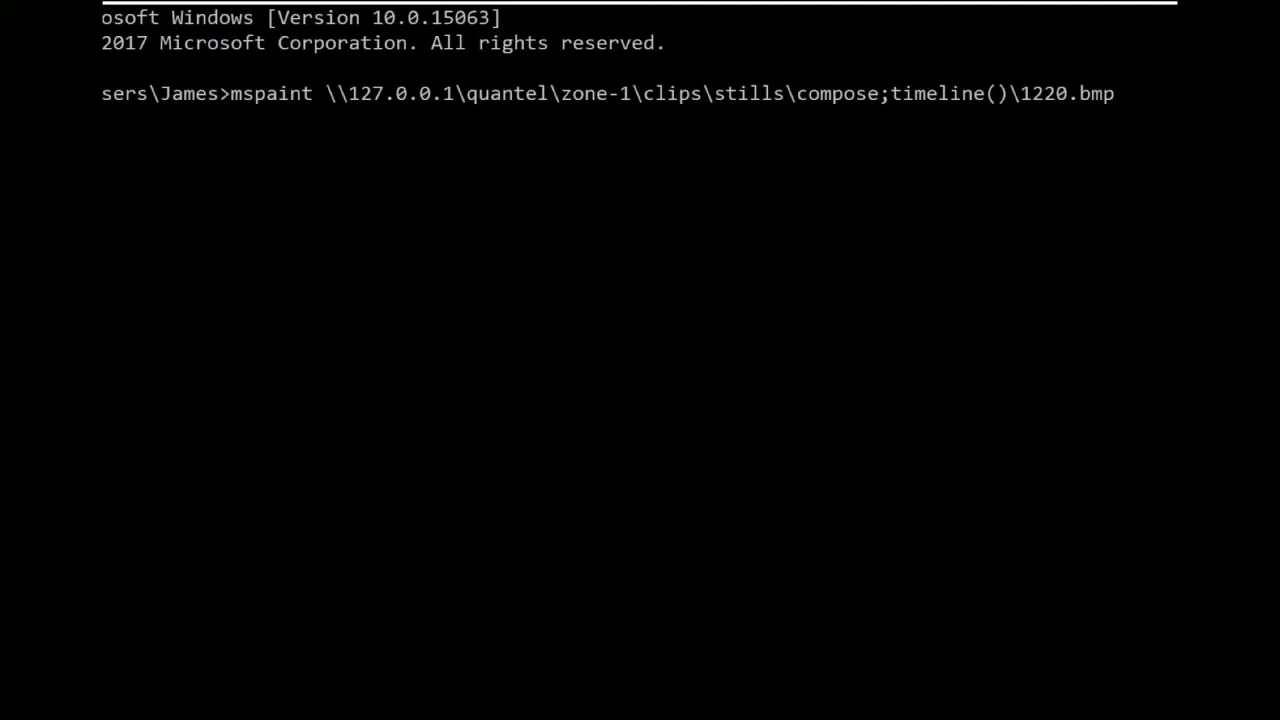 osoft Windows [Version 10.0.15063]
2017 Microsoft Corporation. All rights reserved.
sers\James>mspaint \\127.0.0.1\quantel\zone-1\clips\stills\compose;timeline()\1220.bmp